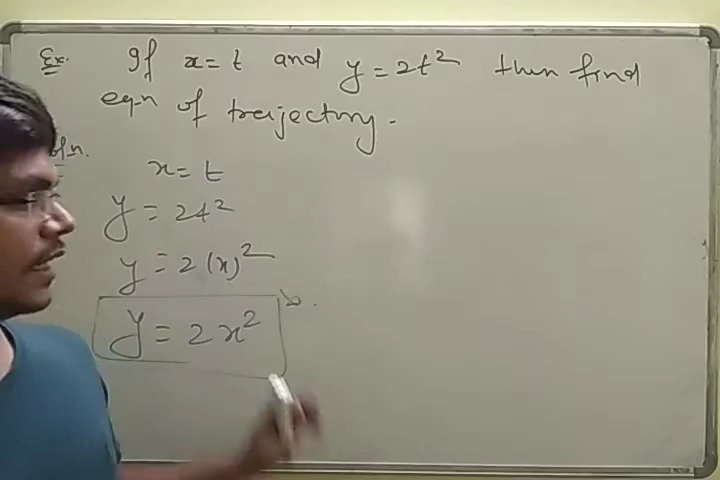 Ex. If x = t and y = 2t² then find
eqn of trajectory.
Soln.
x = t
y = 2t²
y = 2(x)²
y = 2x²